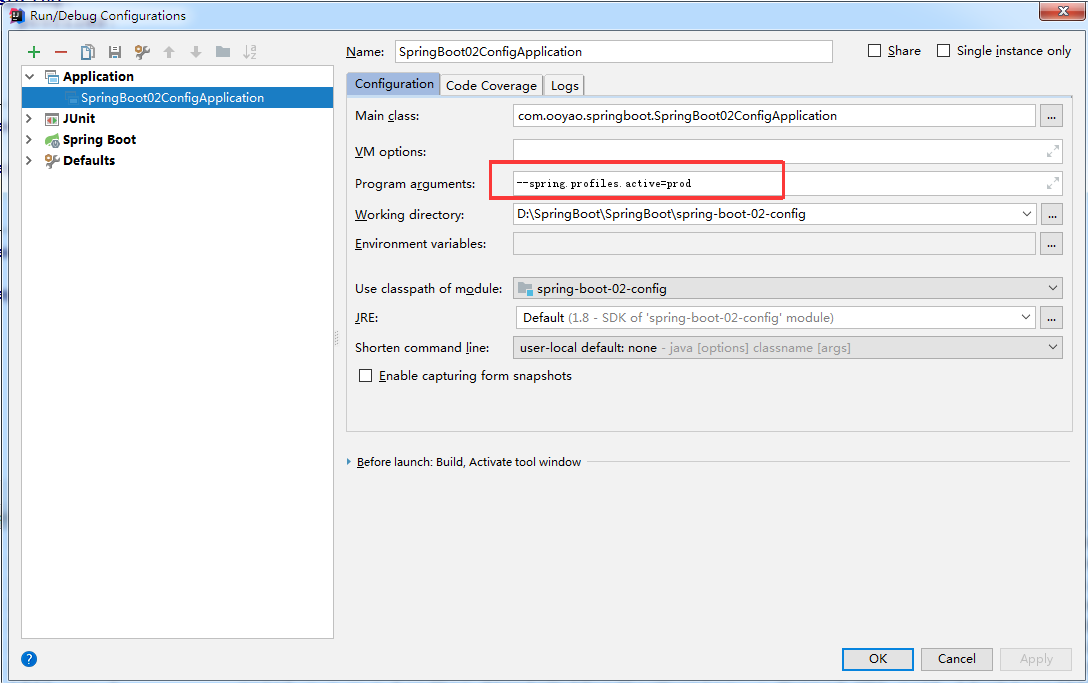 Run/Debug Configurations
Name: SpringBoot02ConfigApplication
Share
Single instance only
Application
SpringBoot02ConfigApplication
JUnit
Spring Boot
Defaults
Configuration
Code Coverage
Logs
Main class: com.ooyao.springboot.SpringBoot02ConfigApplication ...
VM options:
Program arguments: --spring.profiles.active=prod
Working directory: D:\SpringBoot\SpringBoot\spring-boot-02-config ...
Environment variables: ...
Use classpath of module: spring-boot-02-config
JRE: Default (1.8 - SDK of 'spring-boot-02-config' module) ...
Shorten command line: user-local default: none - java [options] classname [args]
Enable capturing form snapshots
Before launch: Build, Activate tool window
?
OK
Cancel
Apply